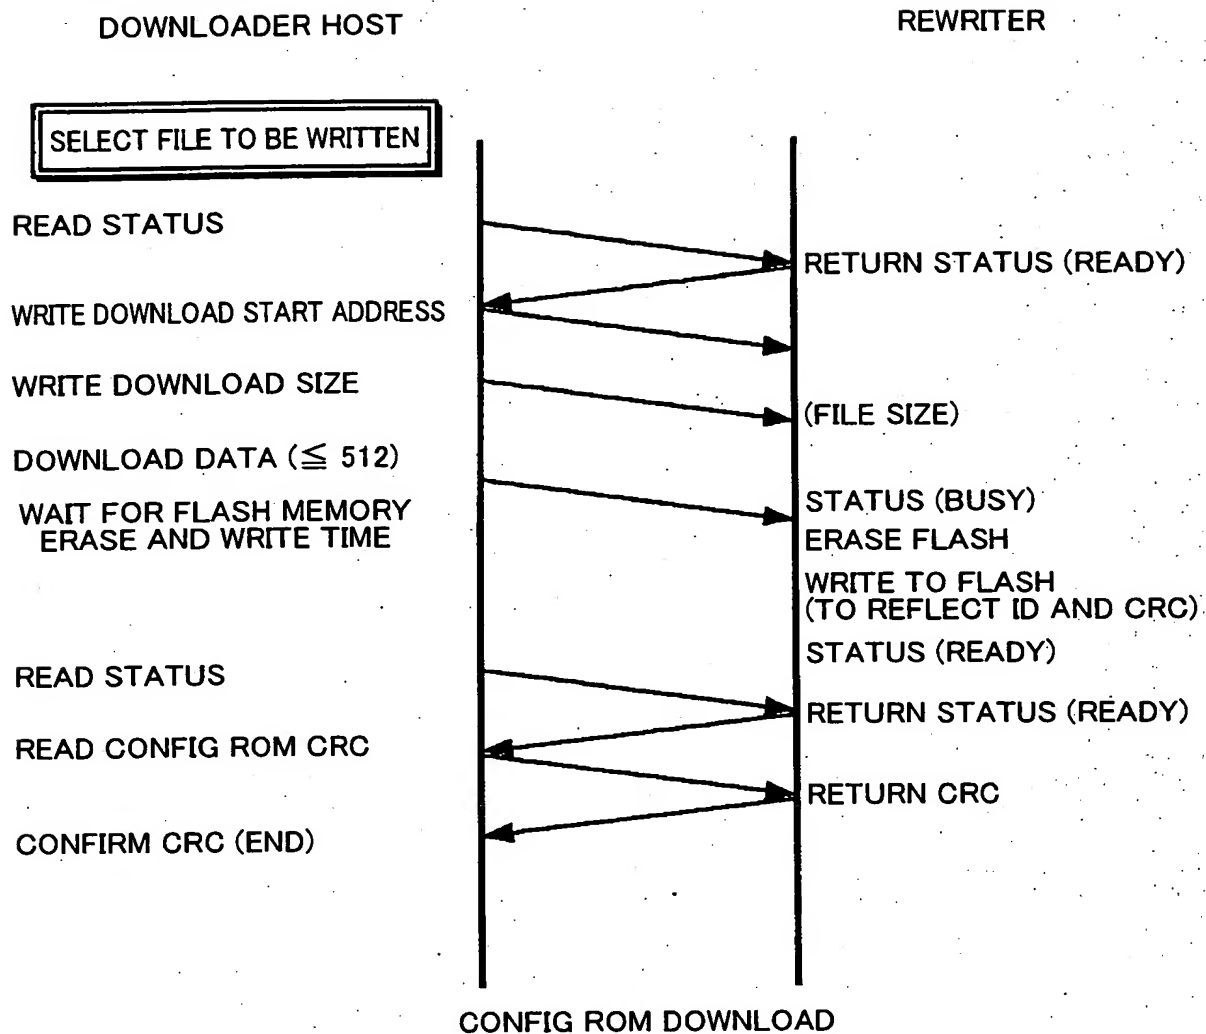 DOWNLOADER HOST
REWRITER
SELECT FILE TO BE WRITTEN
READ STATUS
RETURN STATUS (READY)
WRITE DOWNLOAD START ADDRESS
WRITE DOWNLOAD SIZE
(FILE SIZE)
DOWNLOAD DATA (≦ 512)
STATUS (BUSY)
WAIT FOR FLASH MEMORY
ERASE AND WRITE TIME
ERASE FLASH
WRITE TO FLASH
(TO REFLECT ID AND CRC)
STATUS (READY)
READ STATUS
RETURN STATUS (READY)
READ CONFIG ROM CRC
RETURN CRC
CONFIRM CRC (END)
CONFIG ROM DOWNLOAD